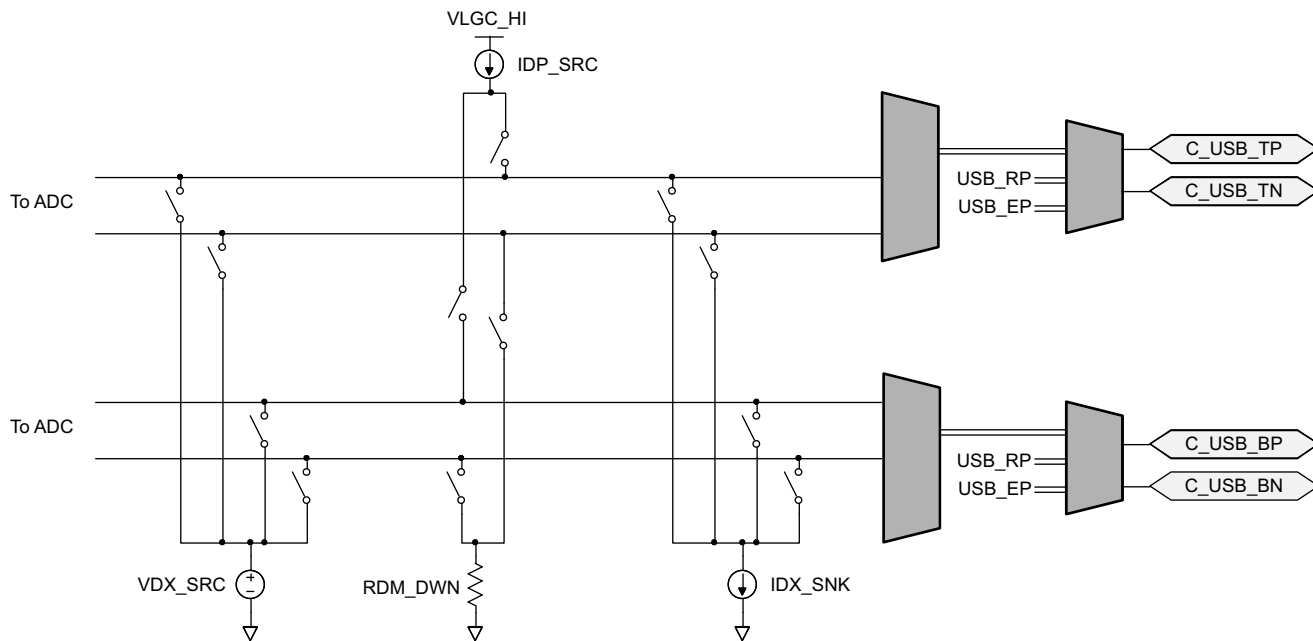 VLGC_HI
IDP_SRC
C_USB_TP
To ADC
USB_RP
C_USB_TN
USB_EP
To ADC
C_USB_BP
USB_RP
USB_EP
C_USB_BN
VDX_SRC
+
−
RDM_DWN
IDX_SNK